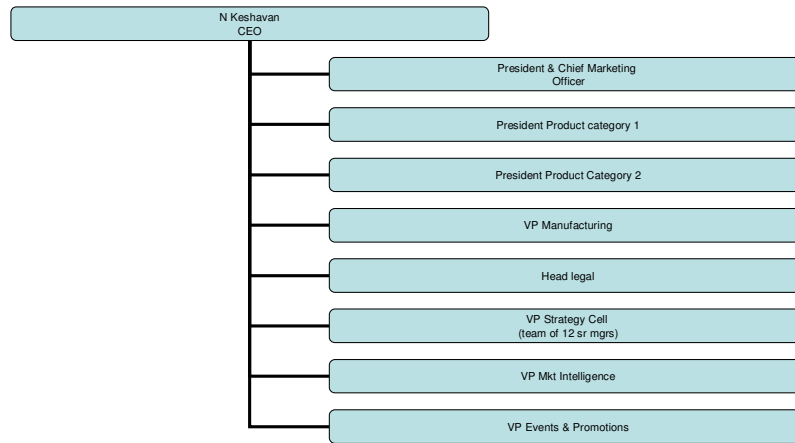 N Keshavan
CEO
President & Chief Marketing
Officer
President Product category 1
President Product Category 2
VP Manufacturing
Head legal
VP Strategy Cell
(team of 12 sr mgrs)
VP Mkt Intelligence
VP Events & Promotions